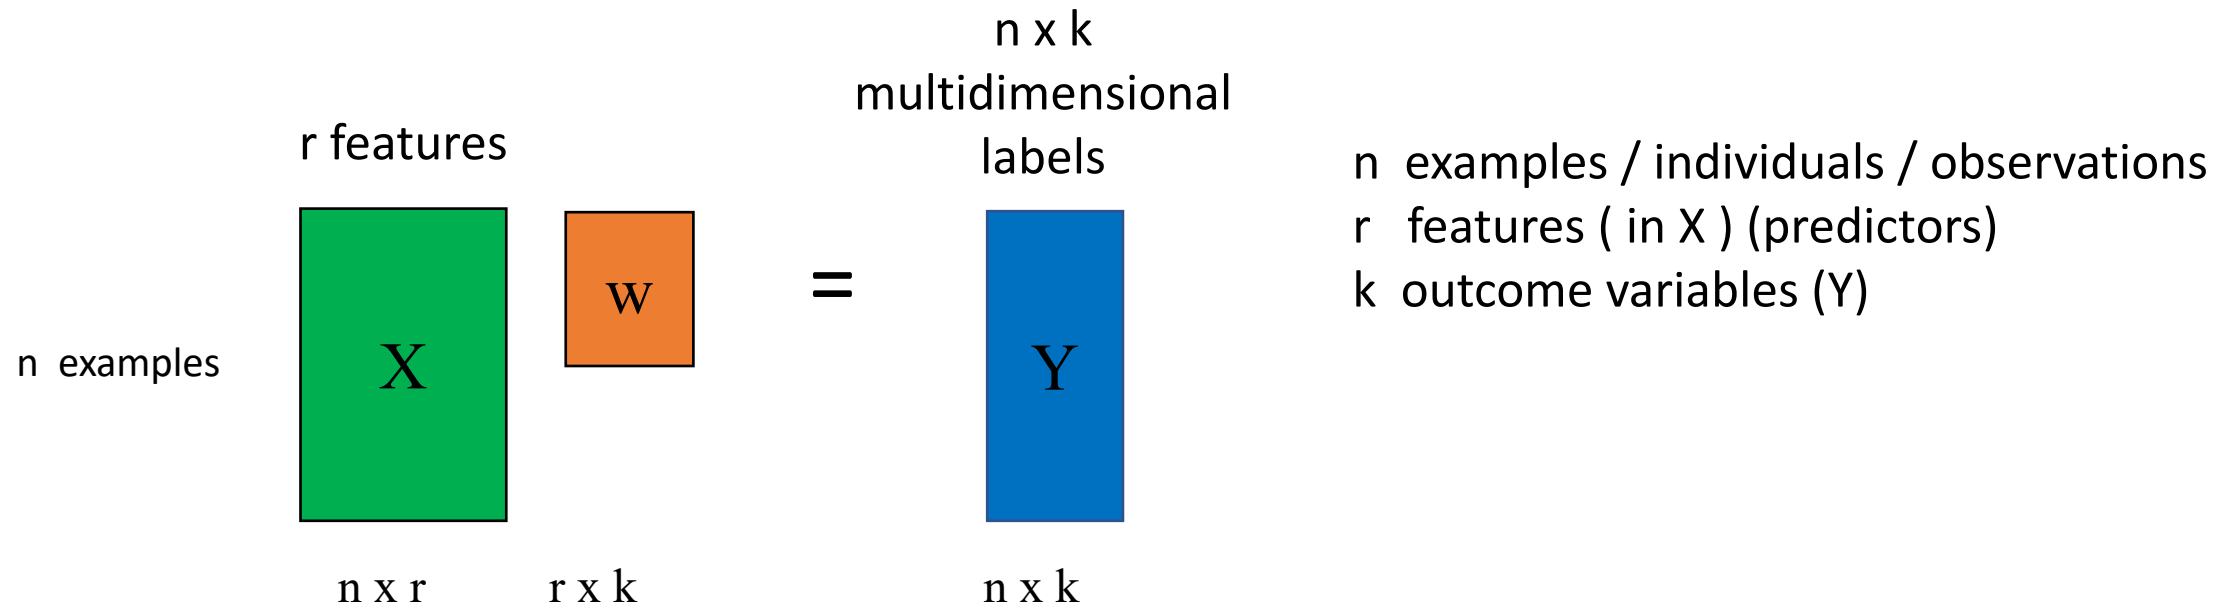 n x k
multidimensional
labels
r features
n examples / individuals / observations
r features ( in X ) (predictors)
k outcome variables (Y)
w
=
X
Y
n examples
n x r
r x k
n x k